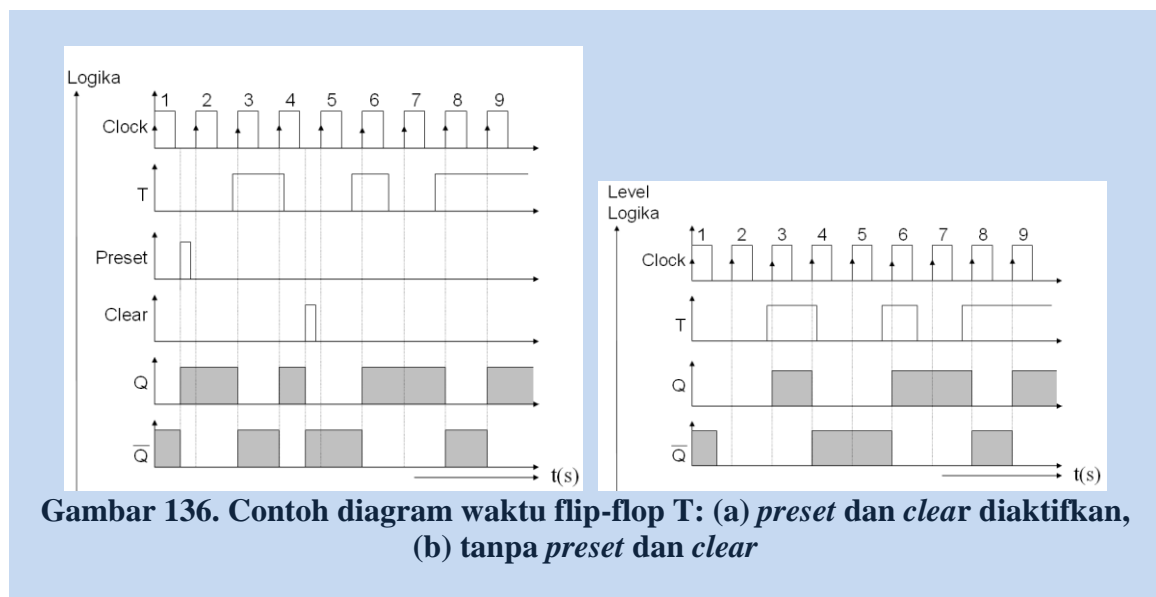 Logika
1 2 3 4 5 6 7 8 9
Clock
T
Preset
Clear
Q
Q̅
t(s)
Level
Logika
1 2 3 4 5 6 7 8 9
Clock
T
Q
Q̅
t(s)
Gambar 136. Contoh diagram waktu flip-flop T: (a) preset dan clear diaktifkan,
(b) tanpa preset dan clear